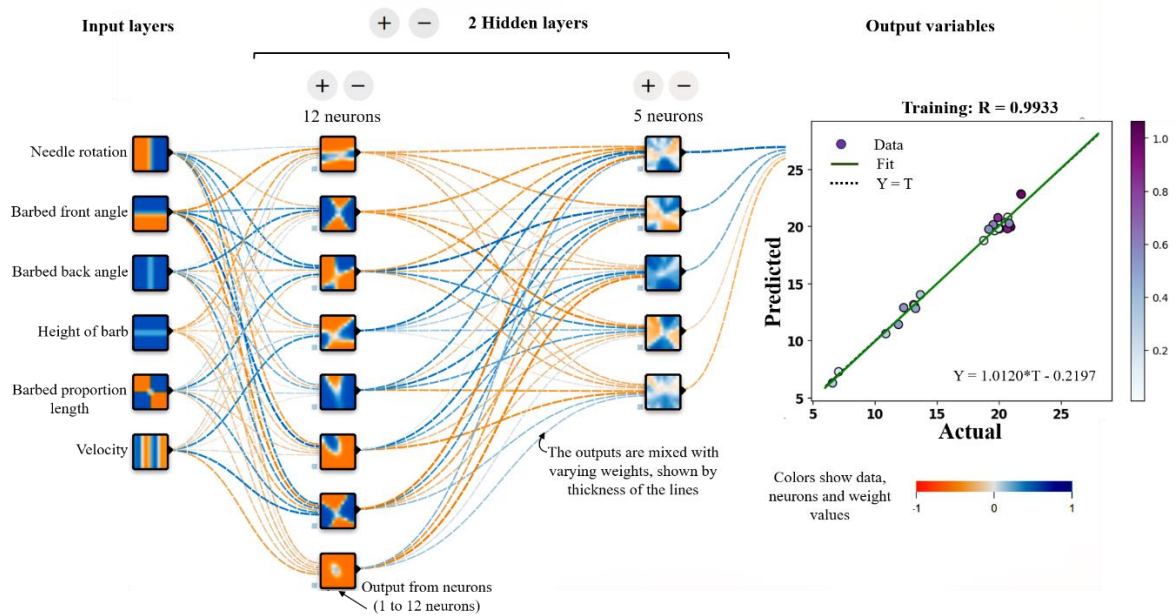 Input layers
+ − 2 Hidden layers
Output variables
+ −
12 neurons
+ −
5 neurons
Needle rotation
Barbed front angle
Barbed back angle
Height of barb
Barbed proportion
length
Velocity
Output from neurons
(1 to 12 neurons)
The outputs are mixed with
varying weights, shown by
thickness of the lines
Training: R = 0.9933
Data
Fit
Y = T
Predicted
25
20
15
10
5
5 10 15 20 25
Actual
Y = 1.0120*T - 0.2197
1.0
0.8
0.6
0.4
0.2
Colors show data,
neurons and weight
values
-1 0 1